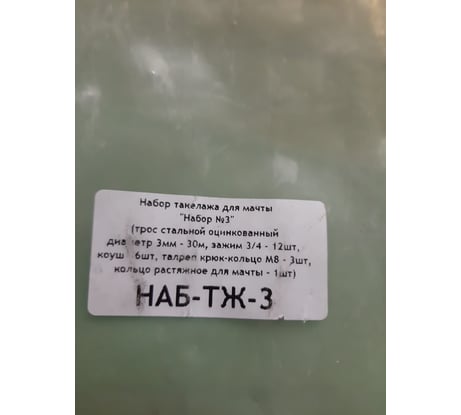 Набор такелажа для мачты
"Набор №3"
(трос стальной оцинкованный
диаметр 3мм - 30м, зажим 3/4 - 12шт,
коуш 6шт, талреп крюк-кольцо М8 - 3шт,
кольцо растяжное для мачты - 1шт)
НАБ-ТЖ-3